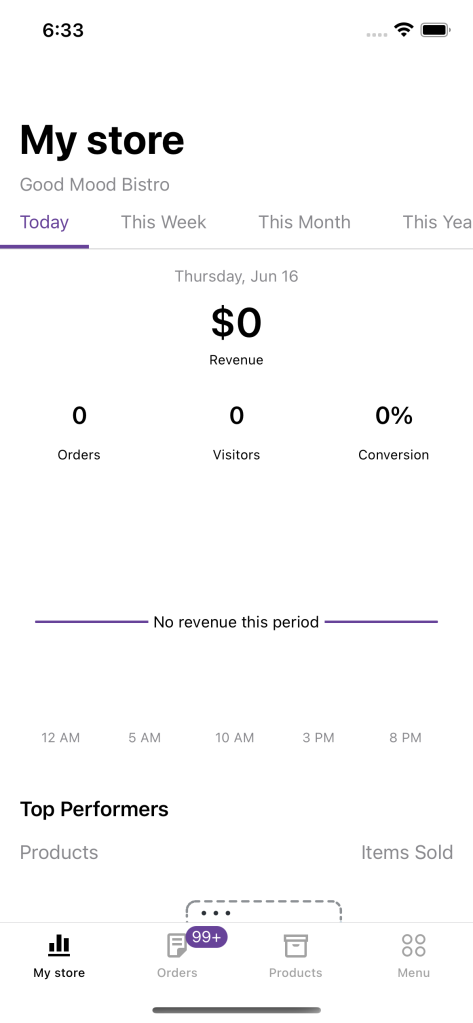 6:33
My store
Good Mood Bistro
Today This Week This Month This Yea
Thursday, Jun 16
$0
Revenue
0 0 0%
Orders Visitors Conversion
No revenue this period
12 AM 5 AM 10 AM 3 PM 8 PM
Top Performers
Products Items Sold
99+
My store Orders Products Menu